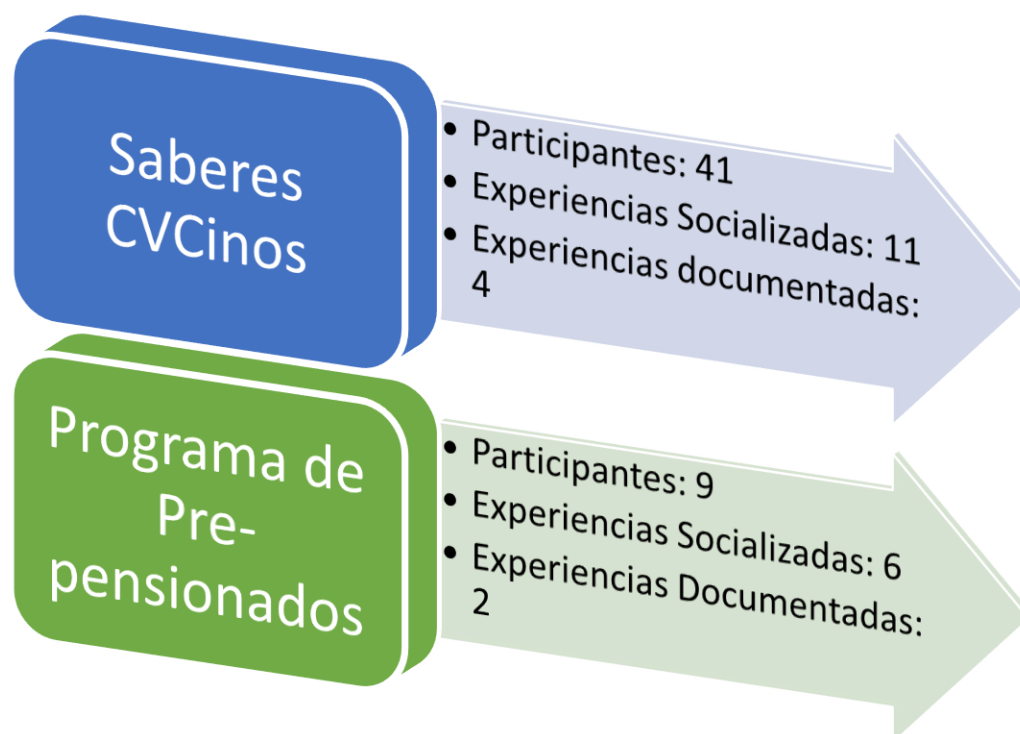 Saberes
CVCinos
• Participantes: 41
• Experiencias Socializadas: 11
• Experiencias documentadas:
4
Programa de
Pre-
pensionados
• Participantes: 9
• Experiencias Socializadas: 6
• Experiencias Documentadas:
2